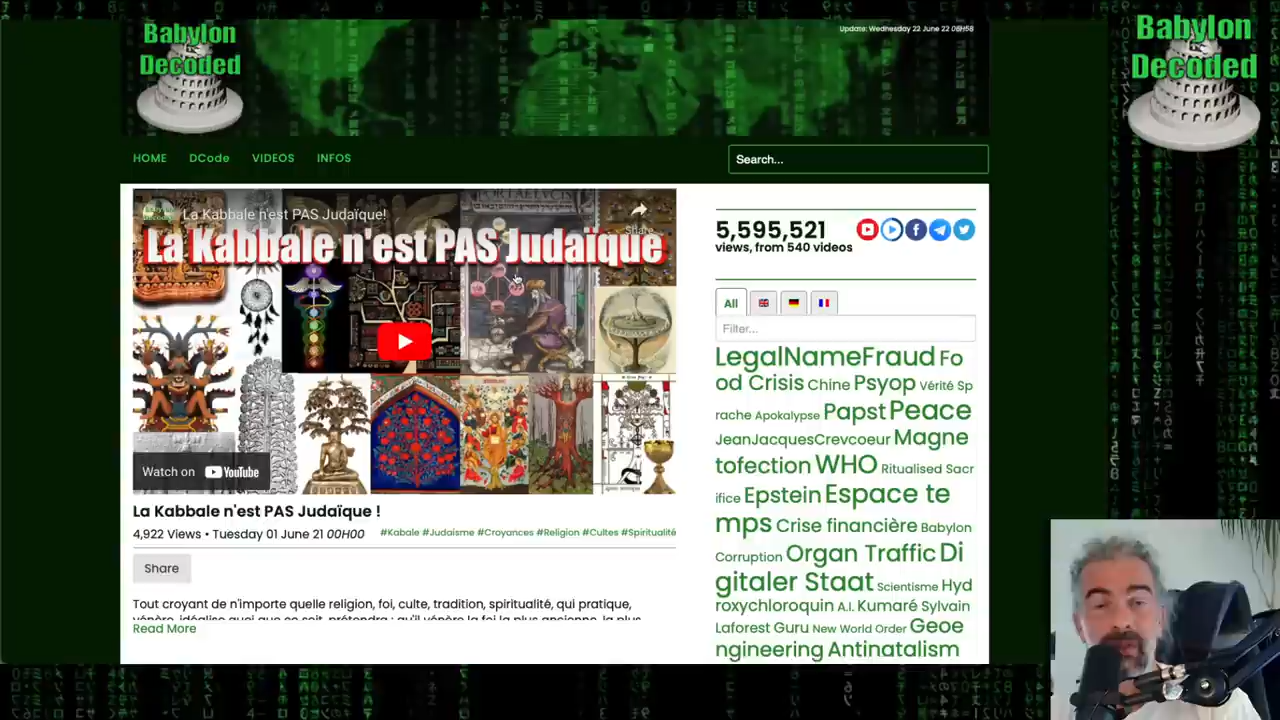 Babylon
Decoded
Update: Wednesday 22 June 22 06H58
Babylon
Decoded
HOME DCode VIDEOS INFOS
Search...
La Kabbale n'est PAS Judaïque!
Share
La Kabbale n'est PAS Judaïque
Watch on YouTube
La Kabbale n'est PAS Judaïque !
4,922 Views • Tuesday 01 June 21 00H00
#Kabale #Judaïsme #Croyances #Religion #Cultes #Spiritualité
Share
Tout croyant de n'importe quelle religion, foi, culte, tradition, spiritualité, qui pratique,
Read More
5,595,521
views, from 540 videos
All
Filter...
LegalNameFraud Fo
od Crisis Chine Psyop Vérité Sp
rache Apokalypse Papst Peace
JeanJacquesCrevcoeur Magne
tofection WHO Ritualised Sacr
ifice Epstein Espace te
mps Crise financière Babylon
Corruption Organ Traffic Di
gitaler Staat Scientisme Hyd
roxychloroquin A.I. Kumaré Sylvain
Laforest Guru New World Order Geoe
ngineering Antinatalism